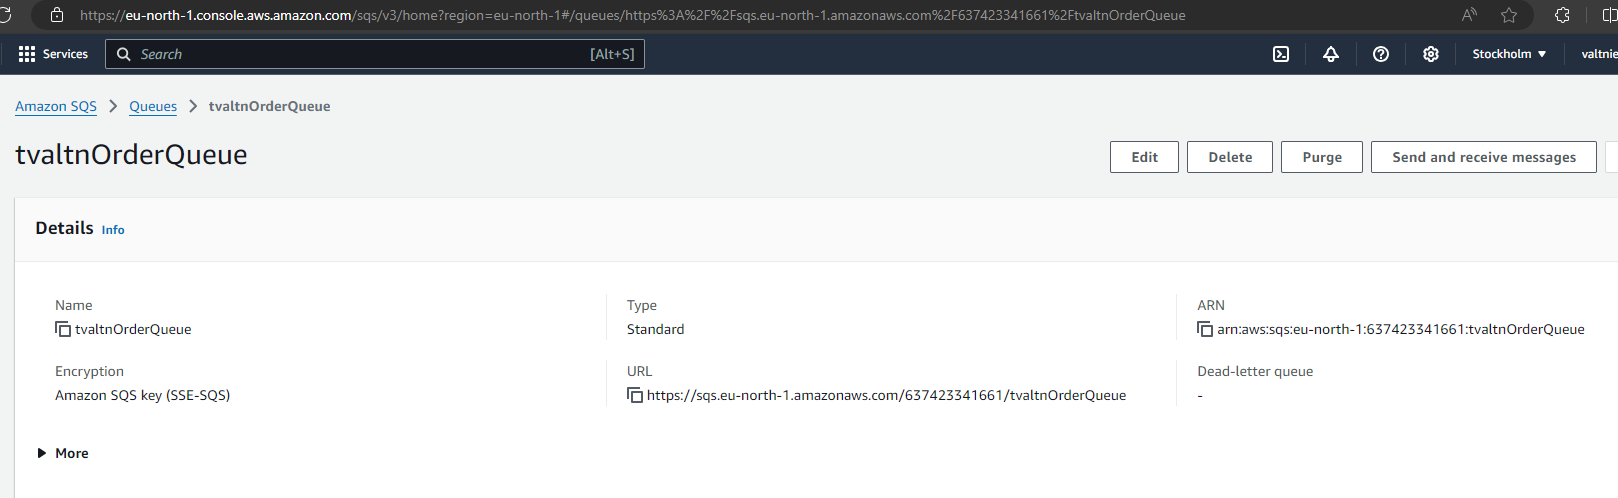 https://eu-north-1.console.aws.amazon.com/sqs/v3/home?region=eu-north-1#/queues/https%3A%2F%2Fsqs.eu-north-1.amazonaws.com%2F637423341661%2FtvaltnOrderQueue
Services Search [Alt+S] Stockholm valtnie
Amazon SQS > Queues > tvaltnOrderQueue
tvaltnOrderQueue Edit Delete Purge Send and receive messages
Details Info
Name Type ARN
tvaltnOrderQueue Standard arn:aws:sqs:eu-north-1:637423341661:tvaltnOrderQueue
Encryption URL Dead-letter queue
Amazon SQS key (SSE-SQS) https://sqs.eu-north-1.amazonaws.com/637423341661/tvaltnOrderQueue -
More